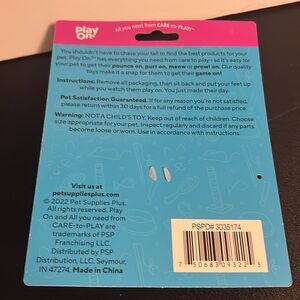 play
On™
All you need from CARE-to-PLAY™
You shouldn't have to chase your tail to find the best products for your
pet. Play On™ has everything you need from care to play- so it's easy for
your pet to get their pounce on, purr on, meow or prowl on. Our quality
toys make it a snap for them to get their game on!
Instructions: Remove all packaging, then sit back and put your feet up
while you watch them play on. You just made their day.
Pet Satisfaction Guaranteed. If for any reason you're not satisfied,
please return within 30 days for a full refund of the purchase price.
Warning: NOT A CHILD'S TOY. Keep out of reach of children. Choose
size appropriate for your pet. Inspect regularly and discard if any parts
become loose or worn. Use in accordance with instructions.
Visit us at
petsuppliesplus.com
© 2022 Pet Supplies Plus.
All rights reserved. Play
On and All you need from
CARE-to-PLAY are
trademarks of PSP
Franchising LLC.
Distributed by PSP
Distribution, LLC. Seymour,
IN 47274. Made in China
PSPD# 3035174
7 50683 09322 5